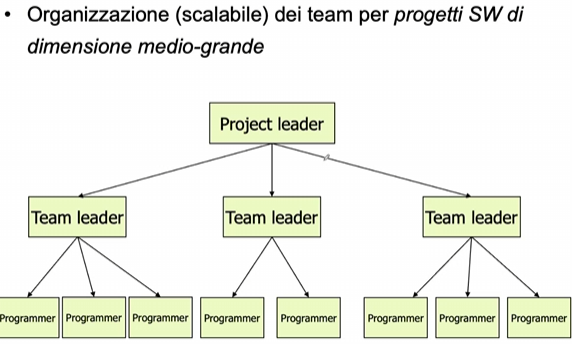 • Organizzazione (scalabile) dei team per progetti SW di
dimensione medio-grande
Project leader
Team leader
Team leader
Team leader
Programmer
Programmer
Programmer
Programmer
Programmer
Programmer
Programmer
Programmer